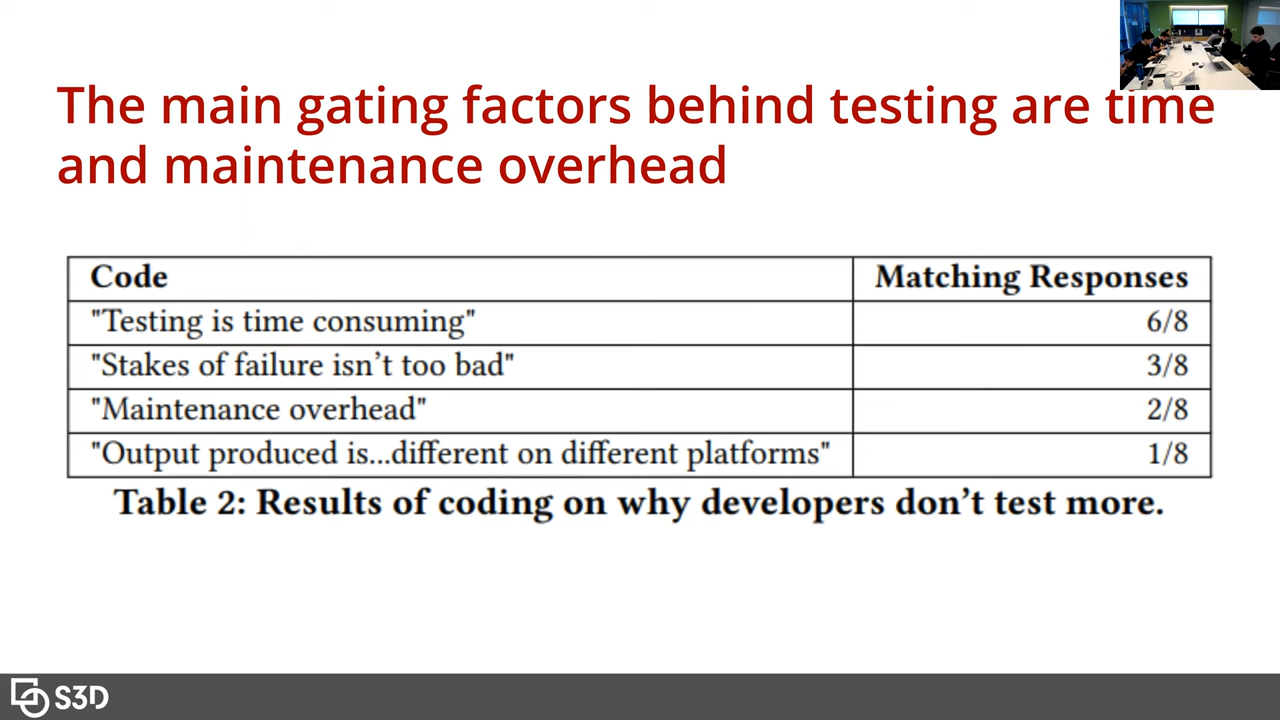 The main gating factors behind testing are time
and maintenance overhead
Code Matching Responses
"Testing is time consuming" 6/8
"Stakes of failure isn’t too bad" 3/8
"Maintenance overhead" 2/8
"Output produced is...different on different platforms" 1/8
Table 2: Results of coding on why developers don’t test more.
S3D